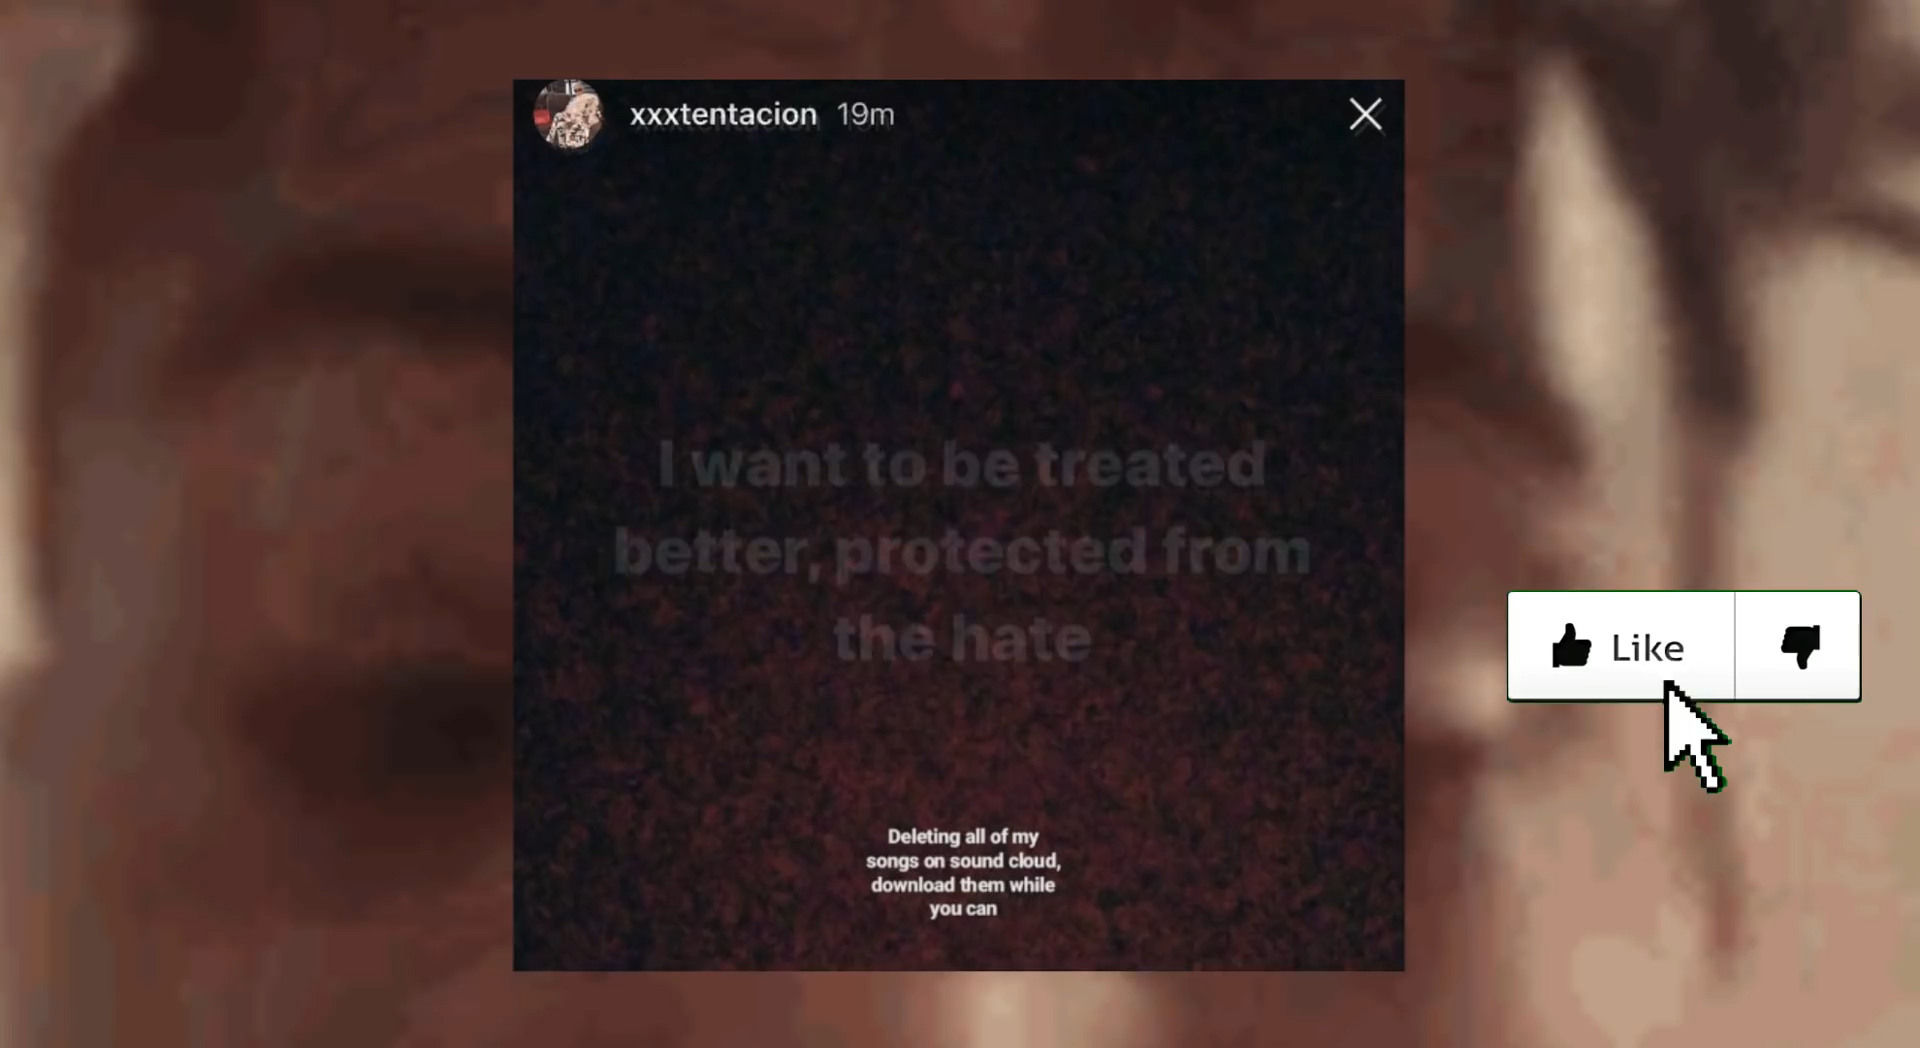 xxxtentacion 19m
I want to be treated
better, protected from
the hate
Like
Deleting all of my
songs on sound cloud,
download them while
you can